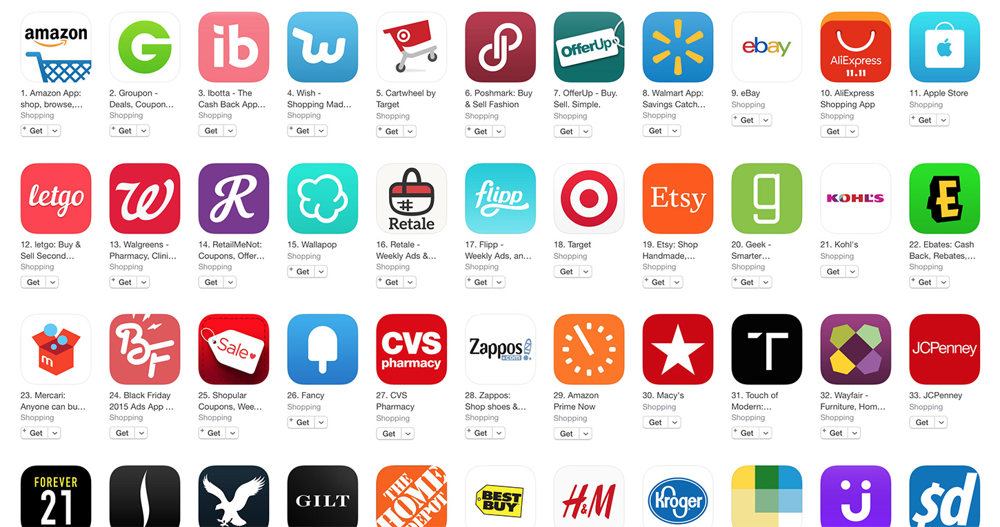 amazon
G
ib
w
OfferUp
ebay
AliExpress
11.11
1. Amazon App:
shop, browse,...
Shopping
+ Get
2. Groupon -
Deals, Coupon...
Shopping
+ Get
3. Ibotta - The
Cash Back App...
Shopping
Get
4. Wish -
Shopping Mad...
Shopping
+ Get
5. Cartwheel by
Target
Shopping
+ Get
6. Poshmark: Buy
& Sell Fashion
Shopping
+ Get
7. OfferUp - Buy.
Sell. Simple.
Shopping
Get
8. Walmart App:
Savings Catch...
Shopping
Get
9. eBay
Shopping
+ Get
10. AliExpress
Shopping App
Shopping
Get
11. Apple Store
Shopping
+ Get
letgo
W
R
Retale
flipp
Etsy
g
KOHL'S
E
12. letgo: Buy &
Sell Second...
Shopping
Get
13. Walgreens -
Pharmacy, Clini...
Shopping
+ Get
14. RetailMeNot:
Coupons, Offer...
Shopping
Get
15. Wallapop
Shopping
+ Get
16. Retale -
Weekly Ads &...
Shopping
+ Get
17. Flipp -
Weekly Ads, an...
Shopping
+ Get
18. Target
Shopping
Get
19. Etsy: Shop
Handmade,...
Shopping
+ Get
20. Geek -
Smarter...
Shopping
+ Get
21. Kohl's
Shopping
Get
22. Ebates: Cash
Back, Rebates,...
Shopping
+ Get
m
BF
Sale
CVS
pharmacy
Zappos!
.com
T
JCPenney
23. Mercari:
Anyone can bu...
Shopping
+ Get
24. Black Friday
2015 Ads App ...
Shopping
Get
25. Shopular
Coupons, Wee...
Shopping
+ Get
26. Fancy
Shopping
+ Get
27. CVS
Pharmacy
Shopping
Get
28. Zappos:
Shop shoes &...
Shopping
+ Get
29. Amazon
Prime Now
Shopping
Get
30. Macy's
Shopping
Get
31. Touch of
Modern:...
Shopping
+ Get
32. Wayfair -
Furniture, Hom...
Shopping
+ Get
33. JCPenney
Shopping
Get
FOREVER
21
GILT
THE
HOME
DEPOT
BEST
BUY
H&M
Kroger
$d